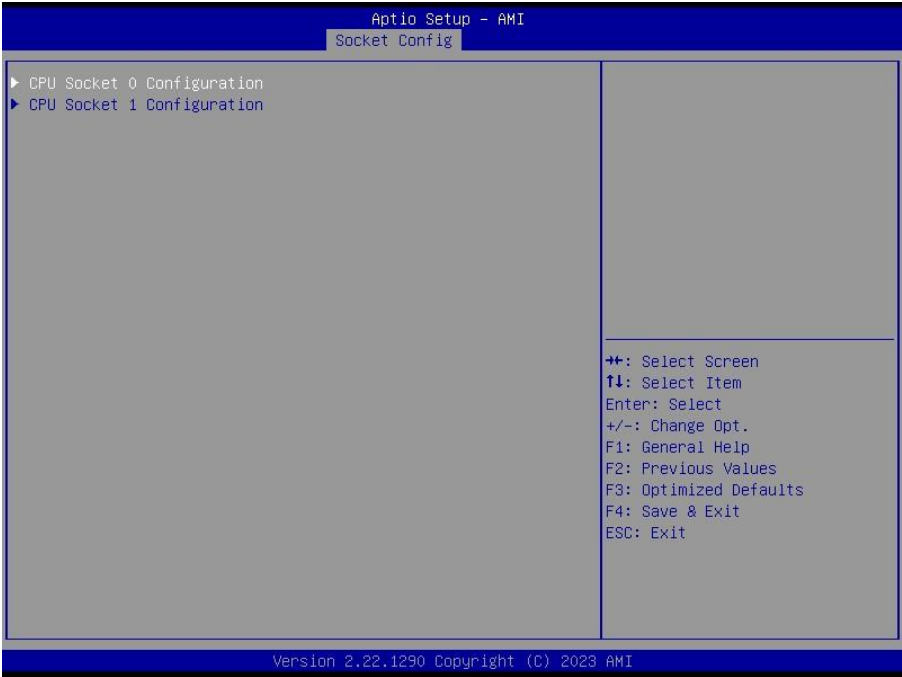 Aptio Setup - AMI
Socket Config
▶ CPU Socket 0 Configuration
▶ CPU Socket 1 Configuration
→←: Select Screen
↑↓: Select Item
Enter: Select
+/-: Change Opt.
F1: General Help
F2: Previous Values
F3: Optimized Defaults
F4: Save & Exit
ESC: Exit
Version 2.22.1290 Copyright (C) 2023 AMI